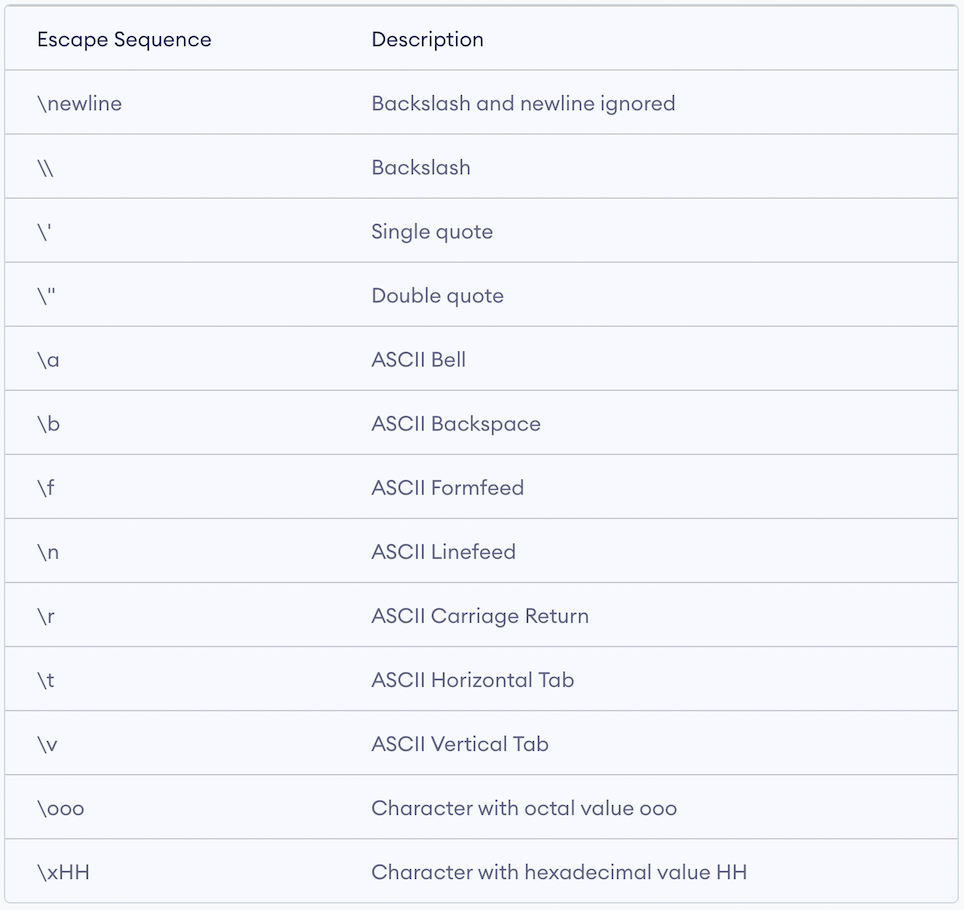 Escape Sequence Description
\newline Backslash and newline ignored
\\ Backslash
\' Single quote
\" Double quote
\a ASCII Bell
\b ASCII Backspace
\f ASCII Formfeed
\n ASCII Linefeed
\r ASCII Carriage Return
\t ASCII Horizontal Tab
\v ASCII Vertical Tab
\ooo Character with octal value ooo
\xHH Character with hexadecimal value HH